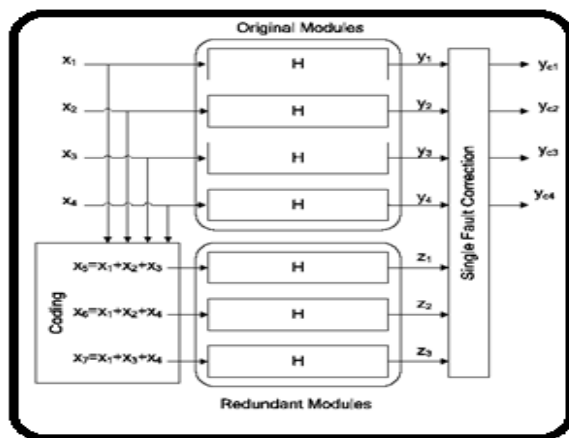 Original Modules
x1 H y1 yc1
x2 H y2 yc2
x3 H y3 yc3
x4 H y4 yc4
Single Fault Correction
Coding
x5=x1+x2+x3 H z1
x6=x1+x2+x4 H z2
x7=x1+x3+x4 H z3
Redundant Modules